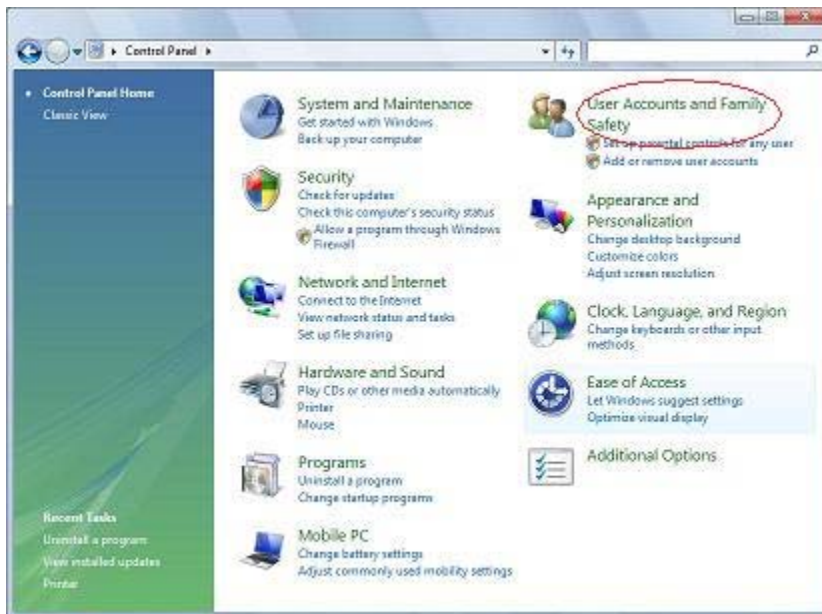 Control Panel
Control Panel Home
Classic View
System and Maintenance
Get started with Windows
Back up your computer
Security
Check for updates
Check this computer's security status
Allow a program through Windows
Firewall
Network and Internet
Connect to the Internet
View network status and tasks
Set up file sharing
Hardware and Sound
Play CDs or other media automatically
Printer
Mouse
Programs
Uninstall a program
Change startup programs
Mobile PC
Change battery settings
Adjust commonly used mobility settings
User Accounts and Family
Safety
Set up parental controls for any user
Add or remove user accounts
Appearance and
Personalization
Change desktop background
Customize colors
Adjust screen resolution
Clock, Language, and Region
Change keyboards or other input
methods
Ease of Access
Let Windows suggest settings
Optimize visual display
Additional Options
Recent Tasks
Uninstall a program
View installed updates
Printer